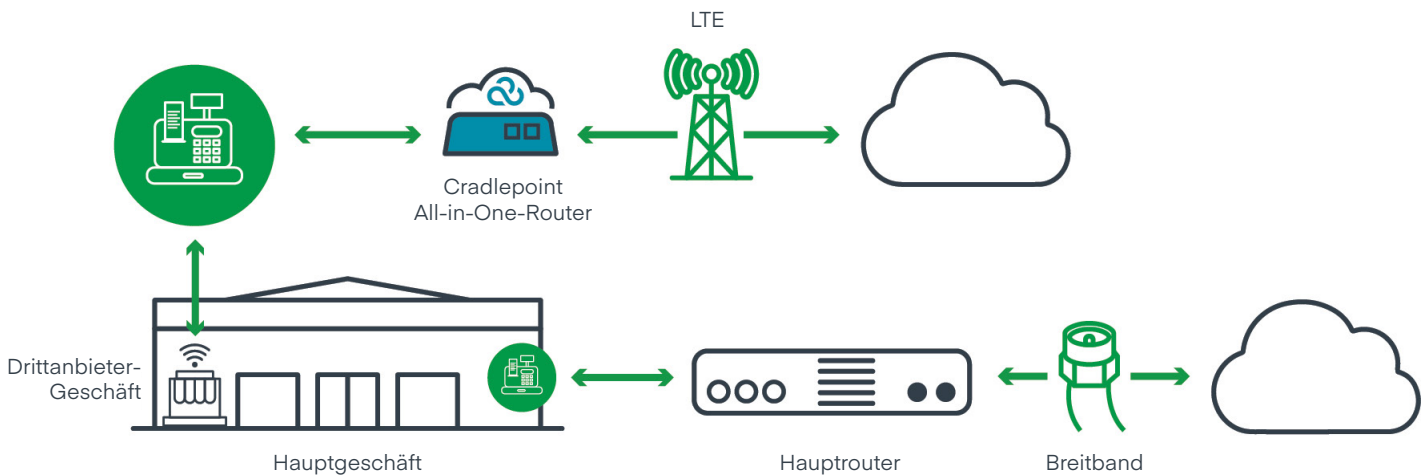 LTE
Cradlepoint
All-in-One-Router
Drittanbieter-
Geschäft
Hauptgeschäft
Hauptrouter
Breitband